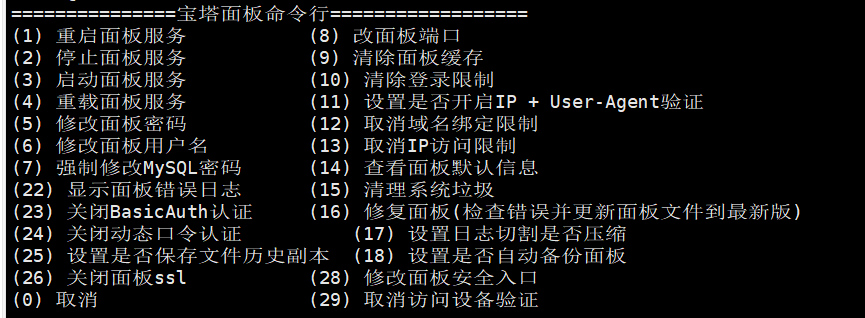 ===============宝塔面板命令行==================
(1) 重启面板服务 (8) 改面板端口
(2) 停止面板服务 (9) 清除面板缓存
(3) 启动面板服务 (10) 清除登录限制
(4) 重载面板服务 (11) 设置是否开启IP + User-Agent验证
(5) 修改面板密码 (12) 取消域名绑定限制
(6) 修改面板用户名 (13) 取消IP访问限制
(7) 强制修改MySQL密码 (14) 查看面板默认信息
(22) 显示面板错误日志 (15) 清理系统垃圾
(23) 关闭BasicAuth认证 (16) 修复面板(检查错误并更新面板文件到最新版)
(24) 关闭动态口令认证 (17) 设置日志切割是否压缩
(25) 设置是否保存文件历史副本 (18) 设置是否自动备份面板
(26) 关闭面板ssl (28) 修改面板安全入口
(0) 取消 (29) 取消访问设备验证